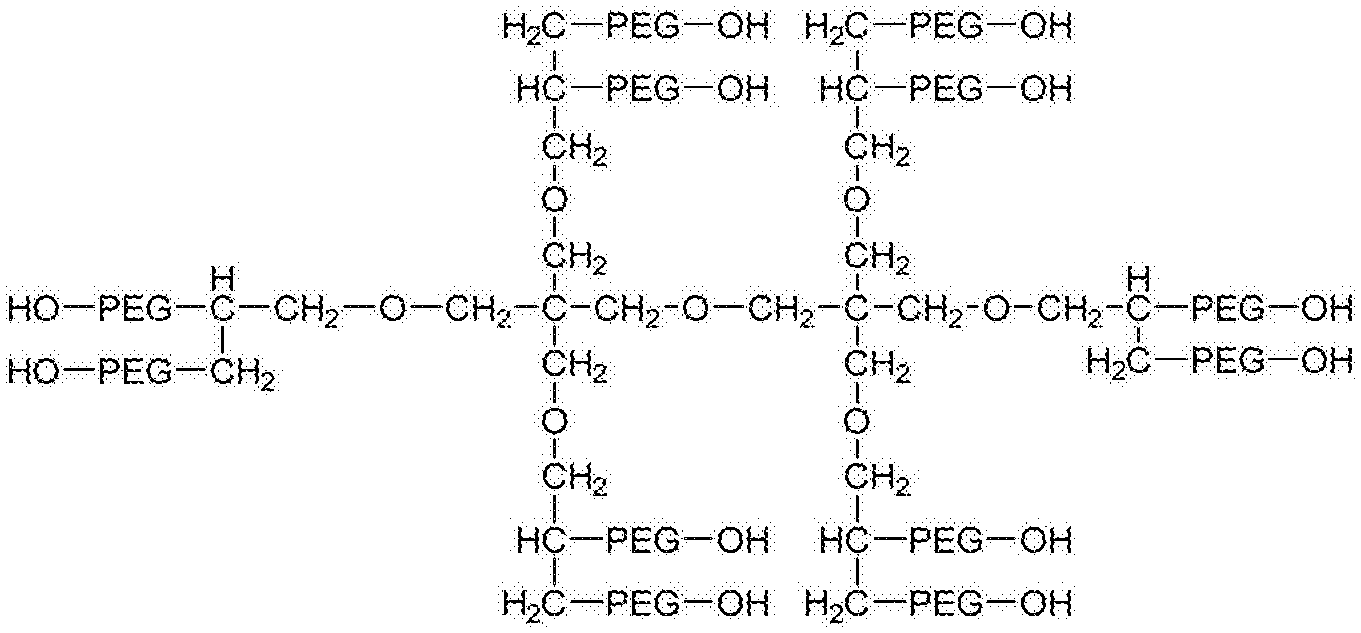 H₂C—PEG—OH H₂C—PEG—OH
HC—PEG—OH HC—PEG—OH
CH₂ CH₂
O O
CH₂ CH₂
H H
HO—PEG—C—CH₂—O—CH₂—C—CH₂—O—CH₂—C—CH₂—O—CH₂—C—PEG—OH
H₂C—PEG—OH
HO—PEG—CH₂ CH₂ CH₂
O O
CH₂ CH₂
HC—PEG—OH HC—PEG—OH
H₂C—PEG—OH H₂C—PEG—OH